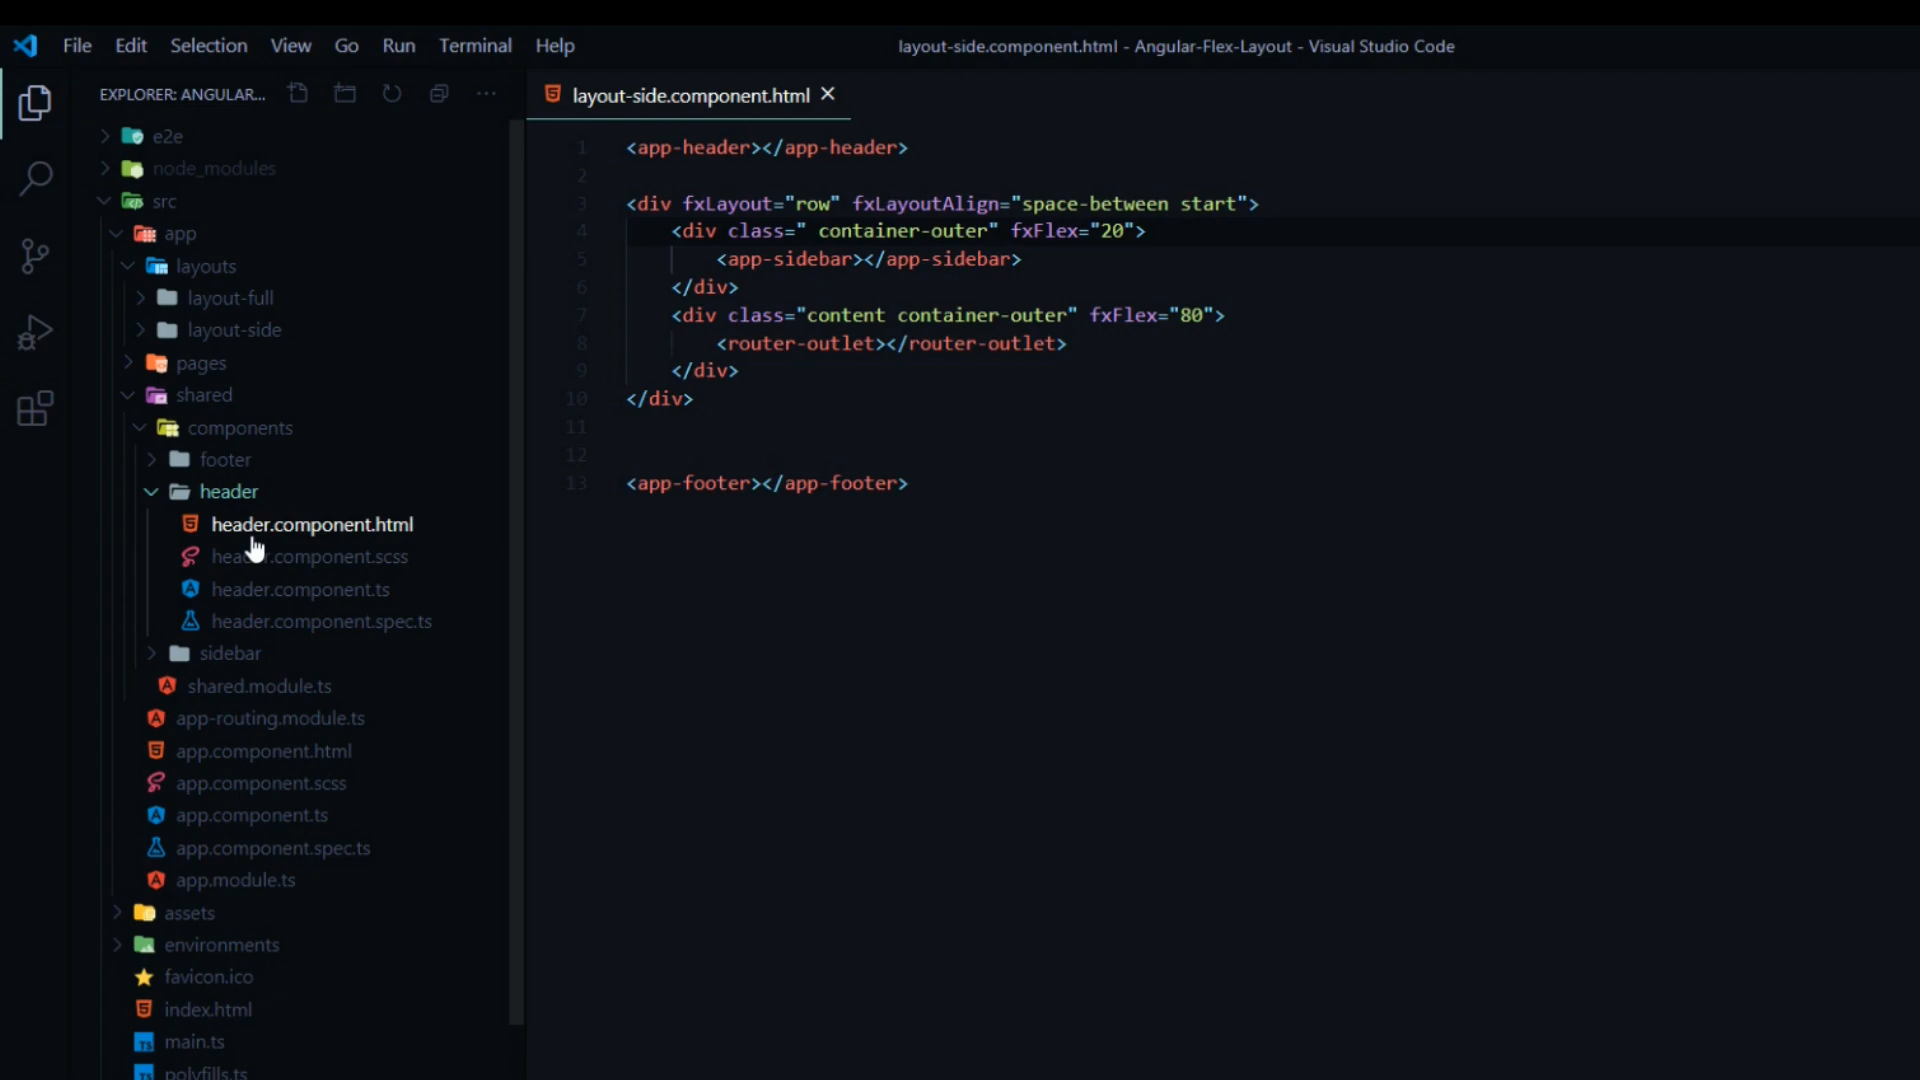 File Edit Selection View Go Run Terminal Help
layout-side.component.html - Angular-Flex-Layout - Visual Studio Code
EXPLORER: ANGULAR...
e2e
node_modules
src
app
layouts
layout-full
layout-side
pages
shared
components
footer
header
header.component.html
header.component.scss
header.component.ts
header.component.spec.ts
sidebar
shared.module.ts
app-routing.module.ts
app.component.html
app.component.scss
app.component.ts
app.component.spec.ts
app.module.ts
assets
environments
favicon.ico
index.html
main.ts
polyfills.ts
layout-side.component.html
1 <app-header></app-header>
2
3 <div fxLayout="row" fxLayoutAlign="space-between start">
4 <div class=" container-outer" fxFlex="20">
5 <app-sidebar></app-sidebar>
6 </div>
7 <div class="content container-outer" fxFlex="80">
8 <router-outlet></router-outlet>
9 </div>
10 </div>
11
12
13 <app-footer></app-footer>